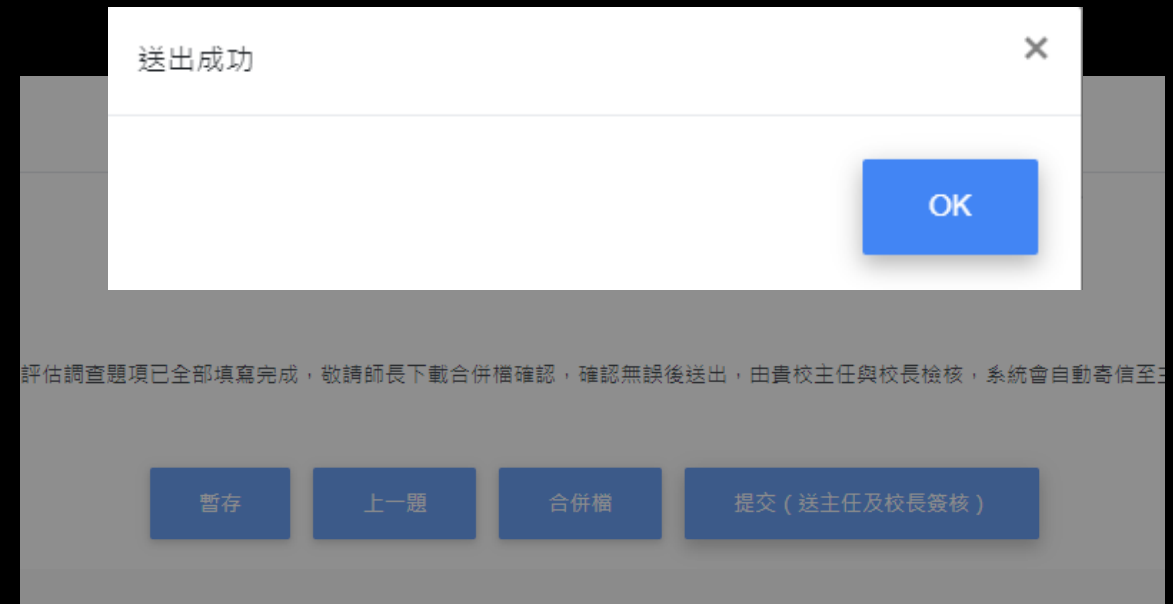 送出成功
×
OK
評估調查題項已全部填寫完成，敬請師長下載合併檔確認，確認無誤後送出，由貴校主任與校長檢核，系統會自動寄信至
暫存
上一題
合併檔
提交（送主任及校長簽核）